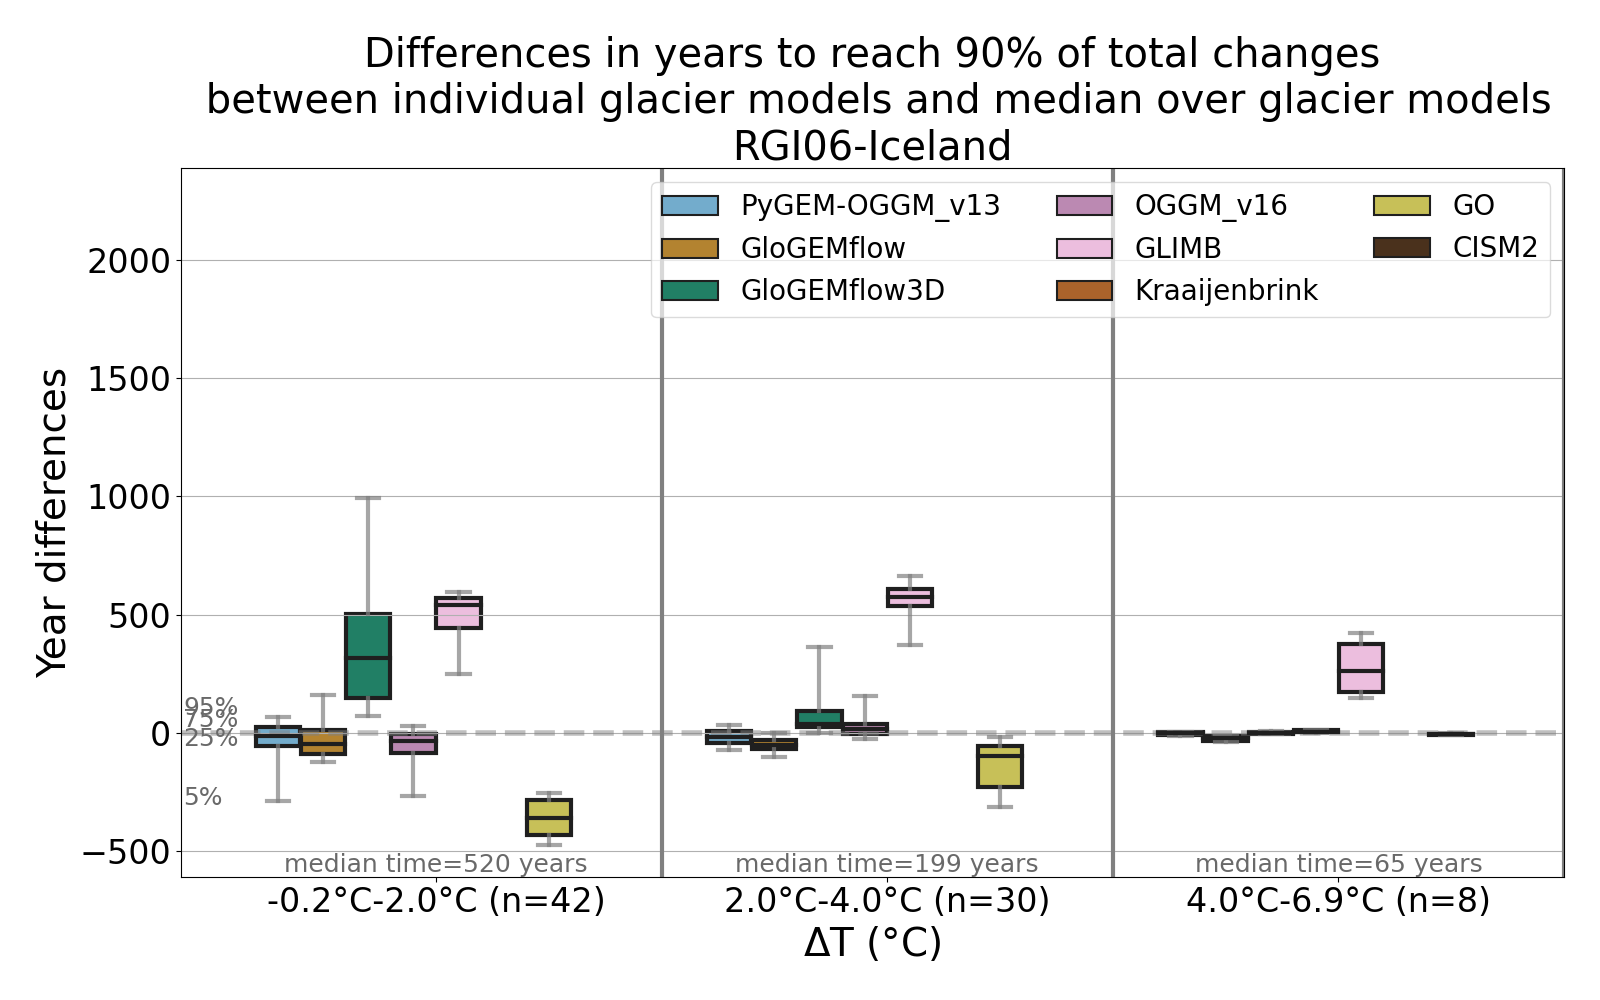 Differences in years to reach 90% of total changes
between individual glacier models and median over glacier models
RGI06-Iceland
PyGEM-OGGM_v13
GloGEMflow
GloGEMflow3D
OGGM_v16
GLIMB
Kraaijenbrink
GO
CISM2
Year differences
2000
1500
1000
500
0
−500
95%
75%
25%
5%
median time=520 years
median time=199 years
median time=65 years
-0.2°C-2.0°C (n=42)
2.0°C-4.0°C (n=30)
4.0°C-6.9°C (n=8)
ΔT (°C)